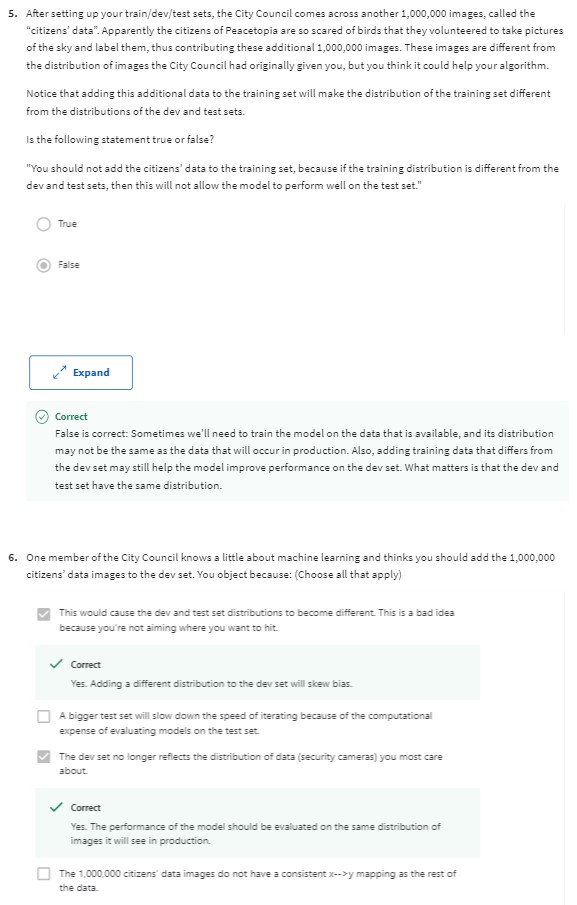 5. After setting up your train/dev/test sets, the City Council comes across another 1,000,000 images, called the
"citizens' data". Apparently the citizens of Peacetopia are so scared of birds that they volunteered to take pictures
of the sky and label them, thus contributing these additional 1,000,000 images. These images are different from
the distribution of images the City Council had originally given you, but you think it could help your algorithm.
Notice that adding this additional data to the training set will make the distribution of the training set different
from the distributions of the dev and test sets.
Is the following statement true or false?
"You should not add the citizens' data to the training set, because if the training distribution is different from the
dev and test sets, then this will not allow the model to perform well on the test set."
True
False
Expand
Correct
False is correct: Sometimes we'll need to train the model on the data that is available, and its distribution
may not be the same as the data that will occur in production. Also, adding training data that differs from
the dev set may still help the model improve performance on the dev set. What matters is that the dev and
test set have the same distribution.
6. One member of the City Council knows a little about machine learning and thinks you should add the 1,000,000
citizens' data images to the dev set. You object because: (Choose all that apply)
This would cause the dev and test set distributions to become different. This is a bad idea
because you're not aiming where you want to hit.
Correct
Yes. Adding a different distribution to the dev set will skew bias.
A bigger test set will slow down the speed of iterating because of the computational
expense of evaluating models on the test set.
The dev set no longer reflects the distribution of data (security cameras) you most care
about.
Correct
Yes. The performance of the model should be evaluated on the same distribution of
images it will see in production.
The 1,000,000 citizens' data images do not have a consistent x-->y mapping as the rest of
the data.